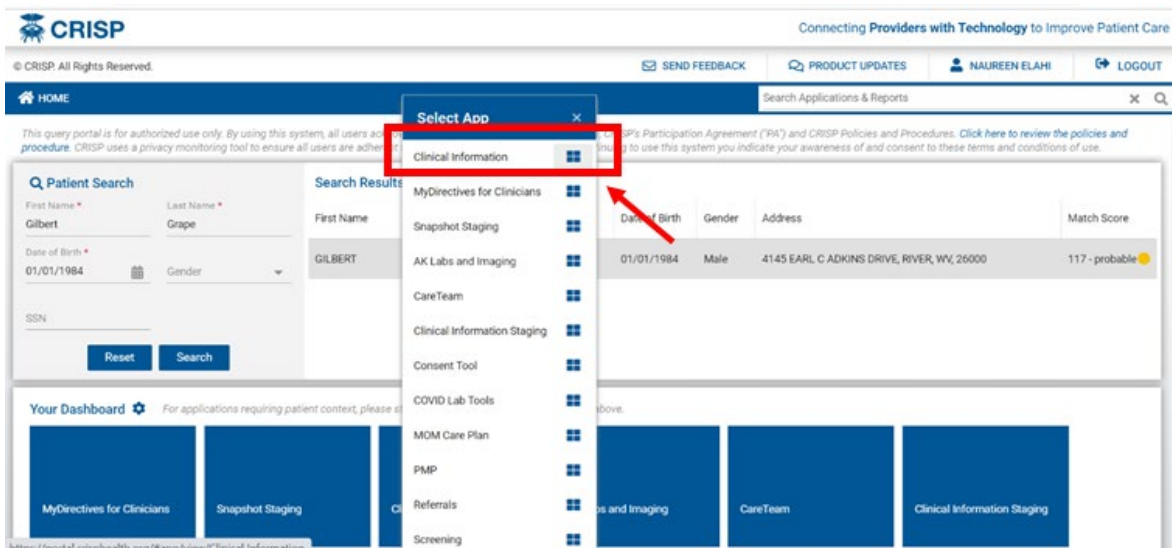 CRISP
Connecting Providers with Technology to Improve Patient Care
© CRISP. All Rights Reserved.
SEND FEEDBACK
PRODUCT UPDATES
NAUREEN ELAHI
LOGOUT
HOME
Search Applications & Reports
This query portal is for authorized use only. By using this system, all users
CRISP's Participation Agreement ("PA") and CRISP Policies and Procedures. Click here to review the policies and
procedure. CRISP uses a privacy monitoring tool to ensure all users are
to use this system you indicate your awareness of and consent to these terms and conditions of use.
Patient Search
First Name *
Last Name *
Gilbert
Grape
Date of Birth *
01/01/1984
Gender
SSN
Reset
Search
Search Results
First Name
Date of Birth
Gender
Address
Match Score
GILBERT
01/01/1984
Male
4145 EARL C ADKINS DRIVE, RIVER, WV, 26000
117 - probable
Select App
Clinical Information
MyDirectives for Clinicians
Snapshot Staging
AK Labs and Imaging
CareTeam
Clinical Information Staging
Consent Tool
COVID Lab Tools
MOM Care Plan
PMP
Referrals
Screening
Your Dashboard
For applications requiring patient context, please
above.
MyDirectives for Clinicians
Snapshot Staging
and Imaging
CareTeam
Clinical Information Staging